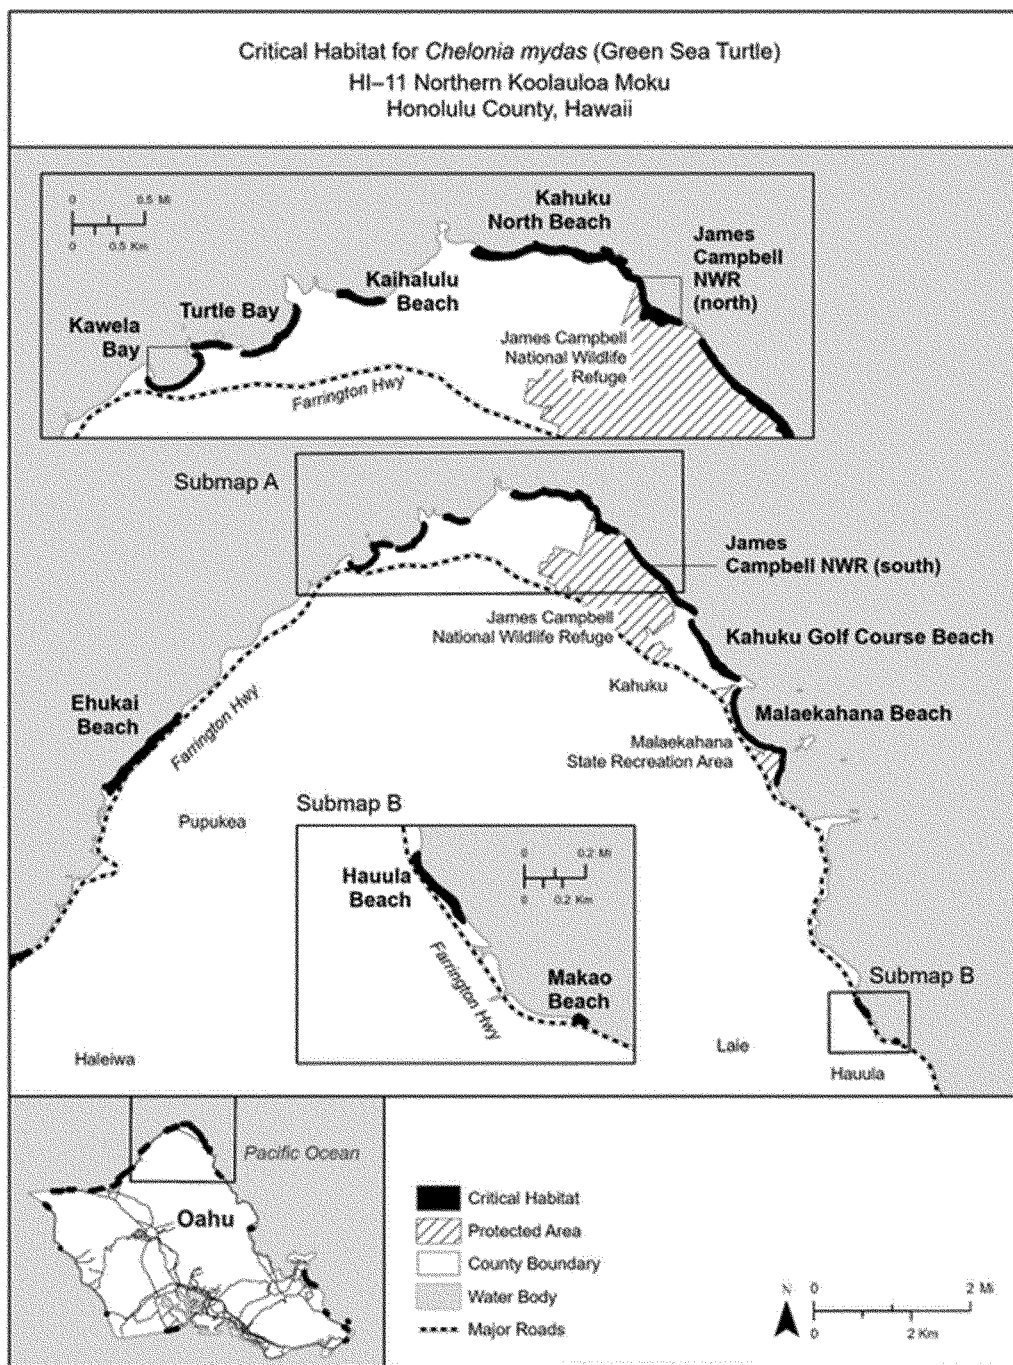 Critical Habitat for Chelonia mydas (Green Sea Turtle)
HI–11 Northern Koolauloa Moku
Honolulu County, Hawaii
0 0.5 Mi
0 0.5 Km
Kahuku
North Beach
James
Campbell
NWR
(north)
Kaihalulu
Beach
Turtle Bay
Kawela
Bay
James Campbell
National Wildlife
Refuge
Farrington Hwy
Submap A
James
Campbell NWR (south)
James Campbell
National Wildlife Refuge
Kahuku Golf Course Beach
Kahuku
Ehukai
Beach
Farrington Hwy
Malaekahana Beach
Malaekahana
State Recreation Area
Pupukea
Submap B
0 0.2 Mi
0 0.2 Km
Hauula
Beach
Farrington Hwy
Makao
Beach
Submap B
Haleiwa
Laie
Hauula
Pacific Ocean
Oahu
Critical Habitat
Protected Area
County Boundary
Water Body
Major Roads
N
0 2 Mi
0 2 Km